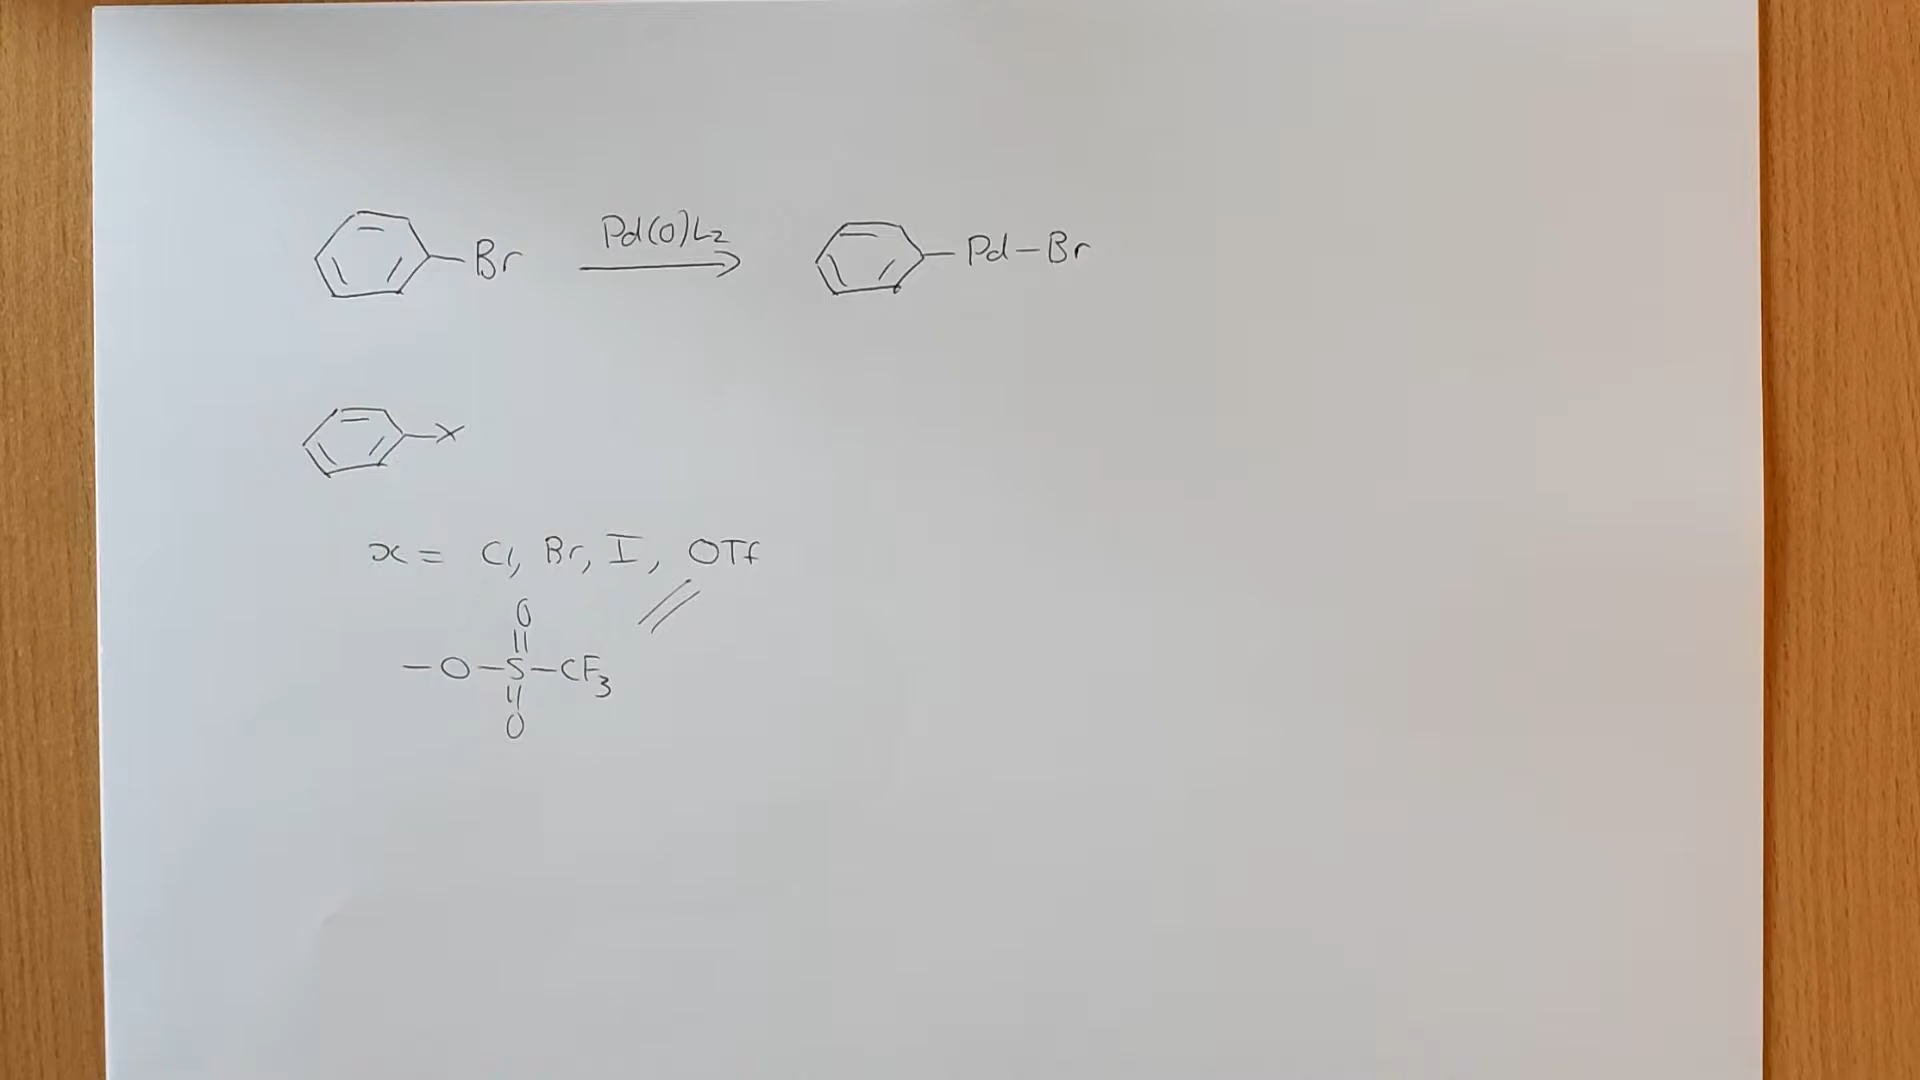 Br Pd(0)L2 Pd-Br
X
x = Cl, Br, I, OTf
O
-O-S-CF3
O